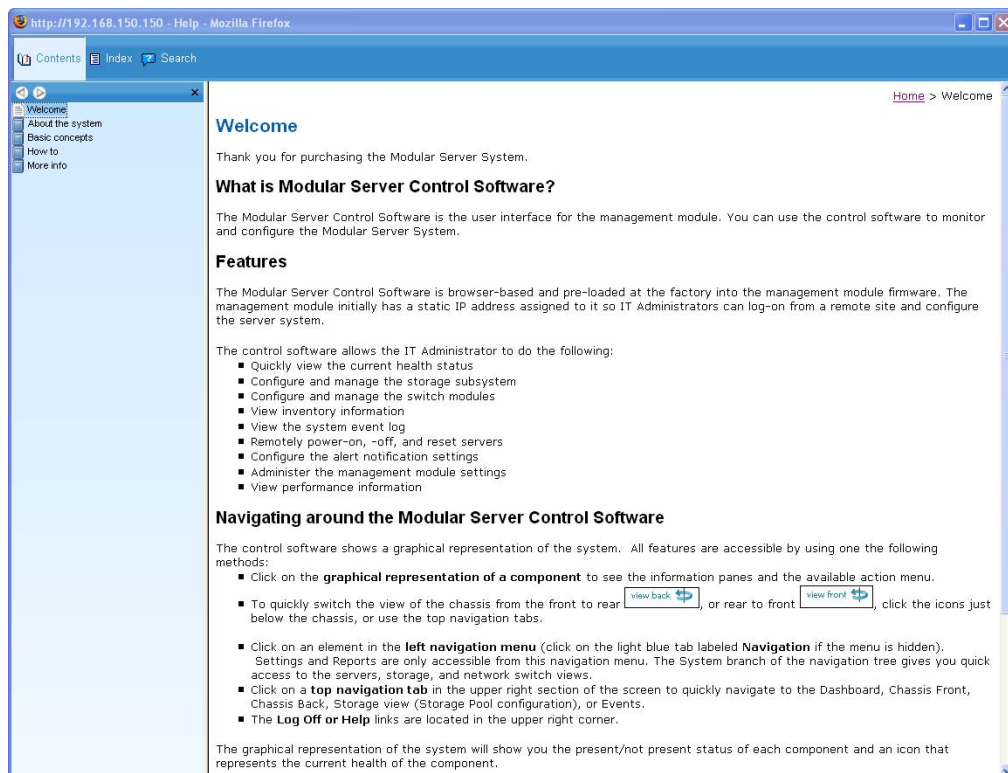 http://192.168.150.150 - Help - Mozilla Firefox
Contents Index Search
Welcome
About the system
Basic concepts
How to
More info
Home > Welcome
Welcome
Thank you for purchasing the Modular Server System.
What is Modular Server Control Software?
The Modular Server Control Software is the user interface for the management module. You can use the control software to monitor
and configure the Modular Server System.
Features
The Modular Server Control Software is browser-based and pre-loaded at the factory into the management module firmware. The
management module initially has a static IP address assigned to it so IT Administrators can log-on from a remote site and configure
the server system.
The control software allows the IT Administrator to do the following:
■ Quickly view the current health status
■ Configure and manage the storage subsystem
■ Configure and manage the switch modules
■ View inventory information
■ View the system event log
■ Remotely power-on, -off, and reset servers
■ Configure the alert notification settings
■ Administer the management module settings
■ View performance information
Navigating around the Modular Server Control Software
The control software shows a graphical representation of the system. All features are accessible by using one the following
methods:
■ Click on the graphical representation of a component to see the information panes and the available action menu.
■ To quickly switch the view of the chassis from the front to rear view back , or rear to front view front , click the icons just
below the chassis, or use the top navigation tabs.
■ Click on an element in the left navigation menu (click on the light blue tab labeled Navigation if the menu is hidden).
Settings and Reports are only accessible from this navigation menu. The System branch of the navigation tree gives you quick
access to the servers, storage, and network switch views.
■ Click on a top navigation tab in the upper right section of the screen to quickly navigate to the Dashboard, Chassis Front,
Chassis Back, Storage view (Storage Pool configuration), or Events.
■ The Log Off or Help links are located in the upper right corner.
The graphical representation of the system will show you the present/not present status of each component and an icon that
represents the current health of the component.